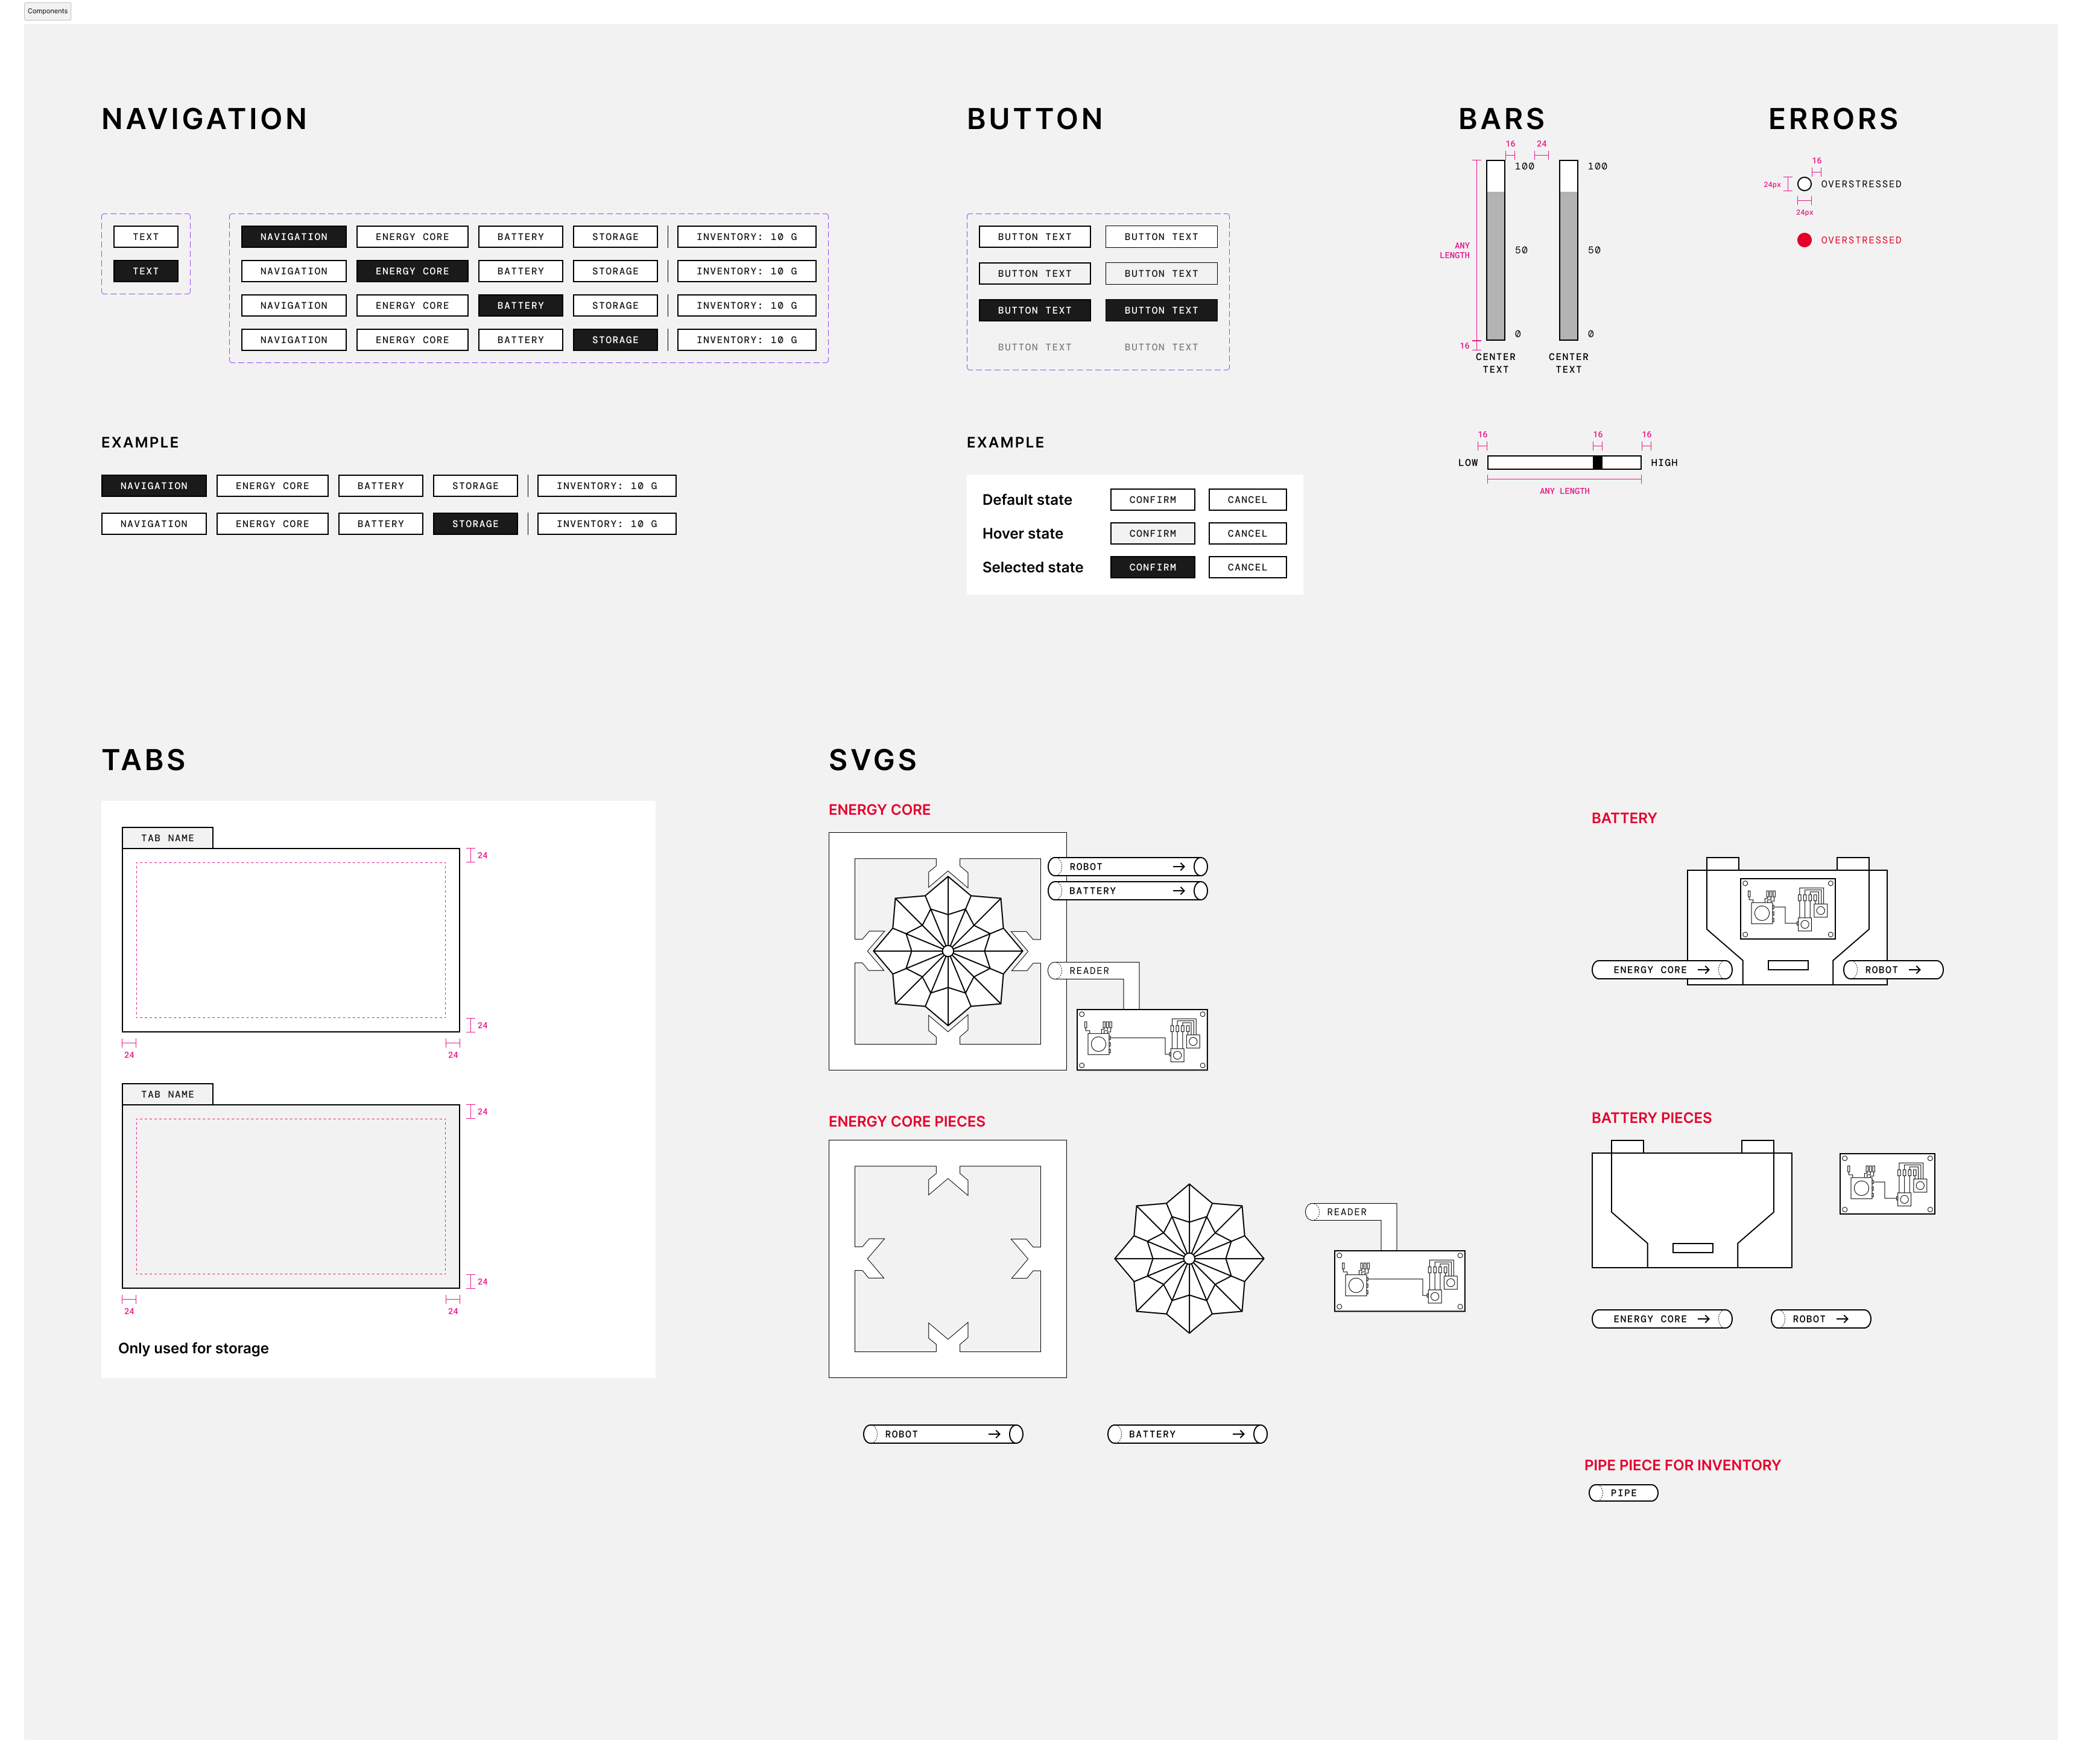 Components
NAVIGATION
TEXT
TEXT
NAVIGATION ENERGY CORE BATTERY STORAGE INVENTORY: 10 G
NAVIGATION ENERGY CORE BATTERY STORAGE INVENTORY: 10 G
NAVIGATION ENERGY CORE BATTERY STORAGE INVENTORY: 10 G
NAVIGATION ENERGY CORE BATTERY STORAGE INVENTORY: 10 G
EXAMPLE
NAVIGATION ENERGY CORE BATTERY STORAGE INVENTORY: 10 G
NAVIGATION ENERGY CORE BATTERY STORAGE INVENTORY: 10 G
BUTTON
BUTTON TEXT BUTTON TEXT
BUTTON TEXT BUTTON TEXT
BUTTON TEXT BUTTON TEXT
BUTTON TEXT BUTTON TEXT
EXAMPLE
Default state CONFIRM CANCEL
Hover state CONFIRM CANCEL
Selected state CONFIRM CANCEL
BARS
16 24
100 100
ANY
LENGTH
50 50
0 0
16
CENTER CENTER
TEXT TEXT
16 16 16
LOW HIGH
ANY LENGTH
ERRORS
16
24px OVERSTRESSED
24px
OVERSTRESSED
TABS
TAB NAME
24
24
24 24
TAB NAME
24
24
24 24
Only used for storage
SVGS
ENERGY CORE
ROBOT
BATTERY
READER
ENERGY CORE PIECES
READER
ROBOT BATTERY
BATTERY
ENERGY CORE ROBOT
BATTERY PIECES
ENERGY CORE ROBOT
PIPE PIECE FOR INVENTORY
PIPE